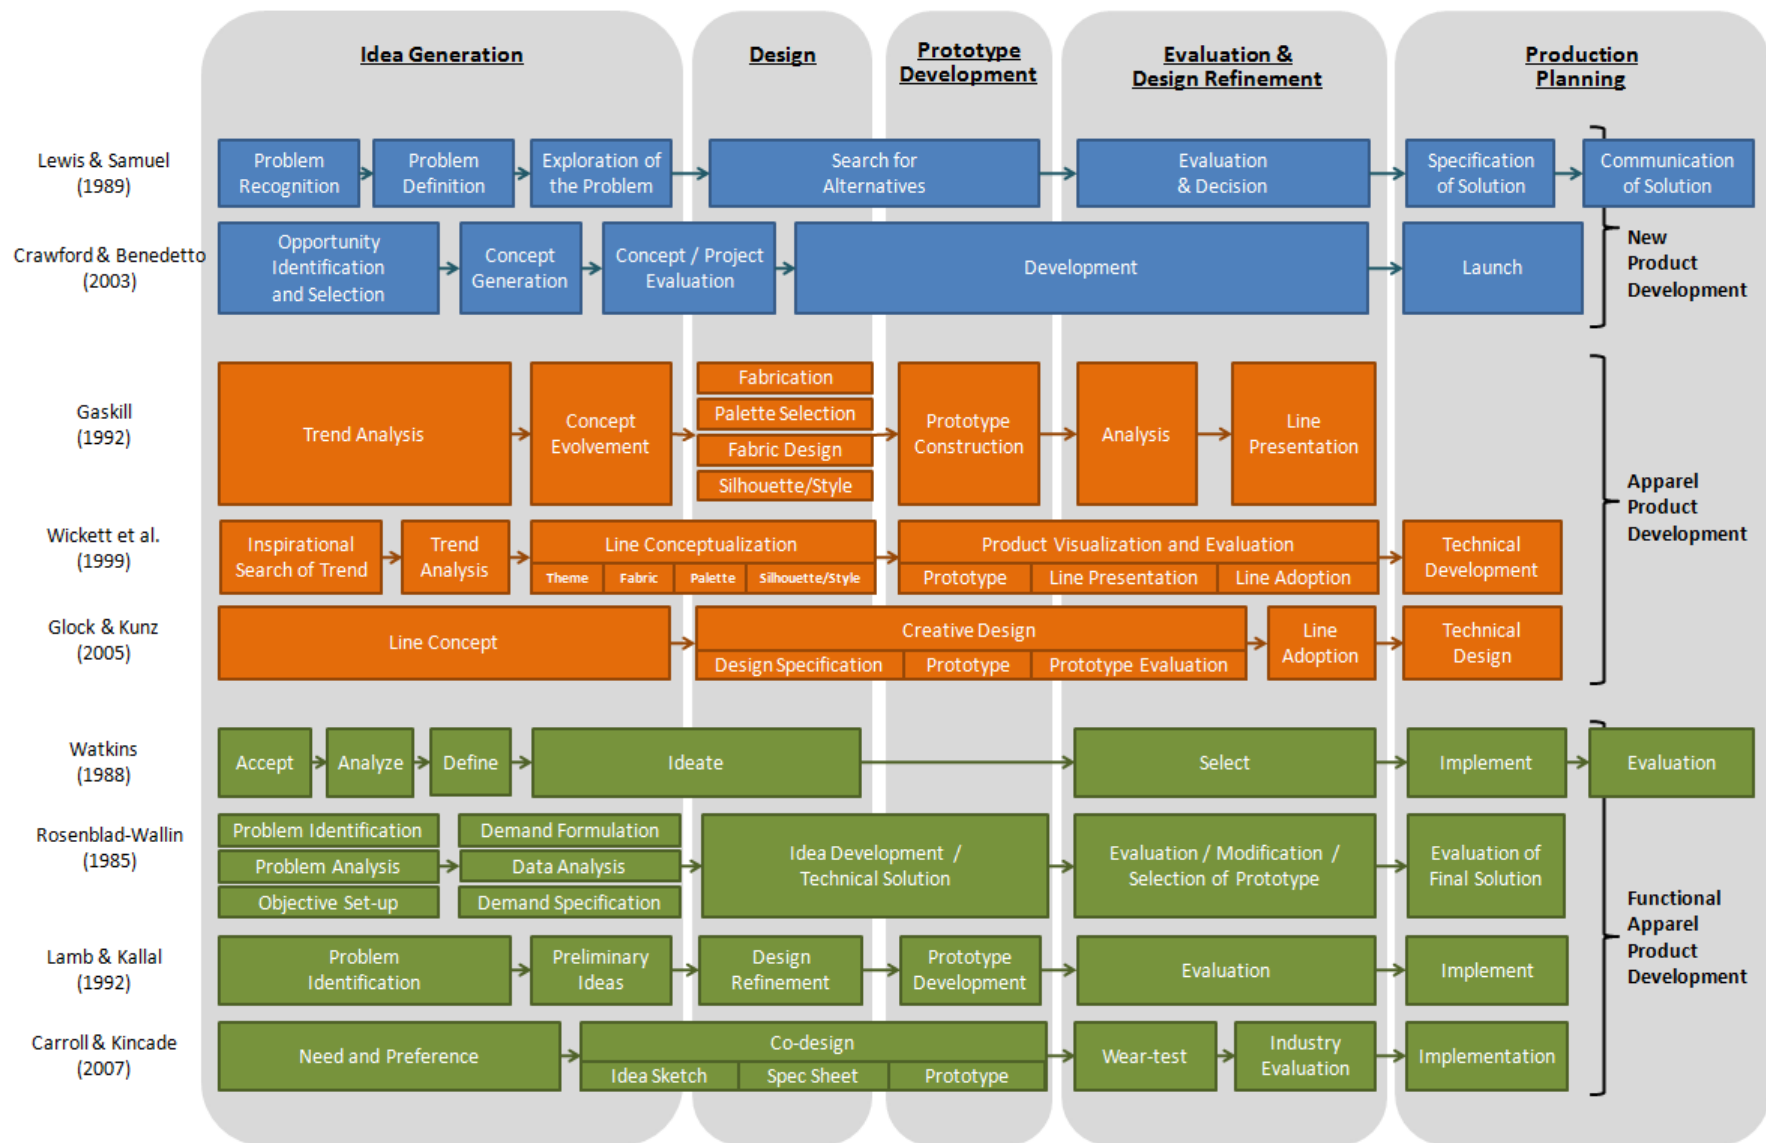 Idea Generation
Design
Prototype
Development
Evaluation &
Design Refinement
Production
Planning
Lewis & Samuel
(1989)
Problem
Recognition
Problem
Definition
Exploration of
the Problem
Search for
Alternatives
Evaluation
& Decision
Specification
of Solution
Communication
of Solution
Crawford & Benedetto
(2003)
Opportunity
Identification
and Selection
Concept
Generation
Concept / Project
Evaluation
Development
Launch
New
Product
Development
Gaskill
(1992)
Trend Analysis
Concept
Evolvement
Fabrication
Palette Selection
Fabric Design
Silhouette/Style
Prototype
Construction
Analysis
Line
Presentation
Wickett et al.
(1999)
Inspirational
Search of Trend
Trend
Analysis
Line Conceptualization
Theme
Fabric
Palette
Silhouette/Style
Product Visualization and Evaluation
Prototype
Line Presentation
Line Adoption
Technical
Development
Glock & Kunz
(2005)
Line Concept
Creative Design
Design Specification
Prototype
Prototype Evaluation
Line
Adoption
Technical
Design
Apparel
Product
Development
Watkins
(1988)
Accept
Analyze
Define
Ideate
Select
Implement
Evaluation
Rosenblad-Wallin
(1985)
Problem Identification
Problem Analysis
Objective Set-up
Demand Formulation
Data Analysis
Demand Specification
Idea Development /
Technical Solution
Evaluation / Modification /
Selection of Prototype
Evaluation of
Final Solution
Lamb & Kallal
(1992)
Problem
Identification
Preliminary
Ideas
Design
Refinement
Prototype
Development
Evaluation
Implement
Carroll & Kincade
(2007)
Need and Preference
Co-design
Idea Sketch
Spec Sheet
Prototype
Wear-test
Industry
Evaluation
Implementation
Functional
Apparel
Product
Development